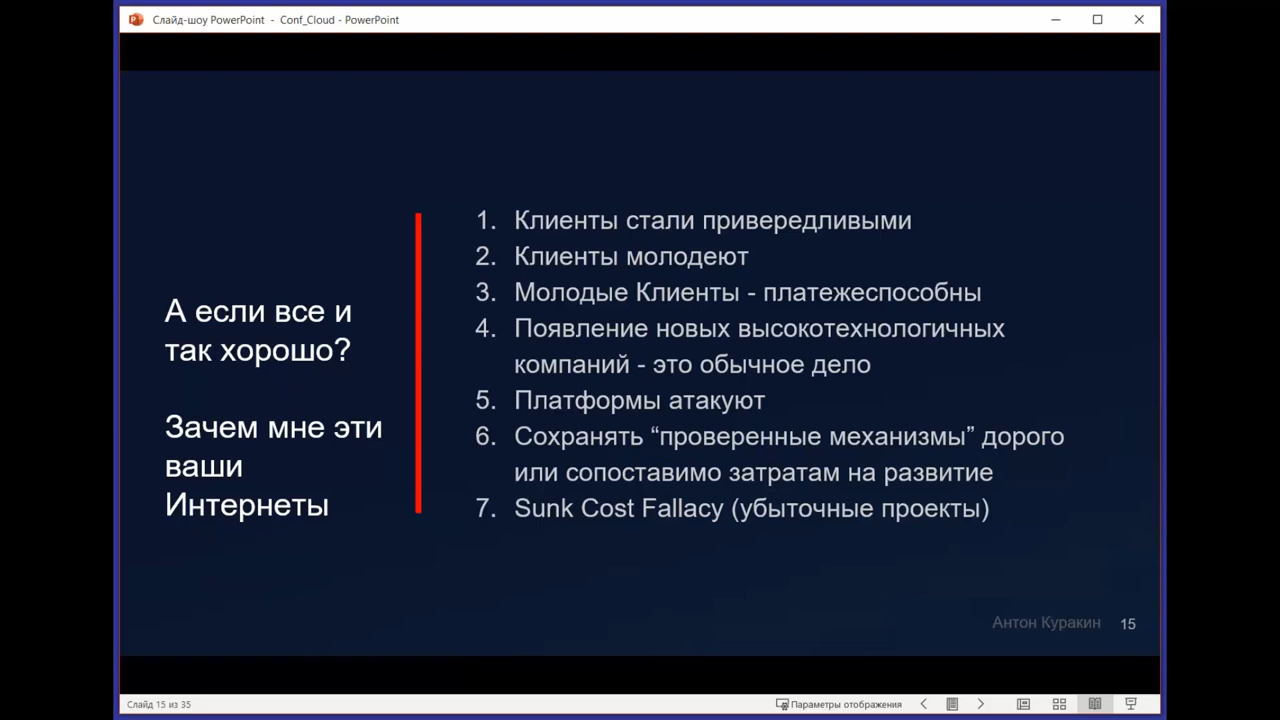 Слайд-шоу PowerPoint - Conf_Cloud - PowerPoint
А если все и
так хорошо?
Зачем мне эти
ваши
Интернеты
1. Клиенты стали привередливыми
2. Клиенты молодеют
3. Молодые Клиенты - платежеспособны
4. Появление новых высокотехнологичных
компаний - это обычное дело
5. Платформы атакуют
6. Сохранять “проверенные механизмы” дорого
или сопоставимо затратам на развитие
7. Sunk Cost Fallacy (убыточные проекты)
Антон Куракин 15
Слайд 15 из 35
Параметры отображения